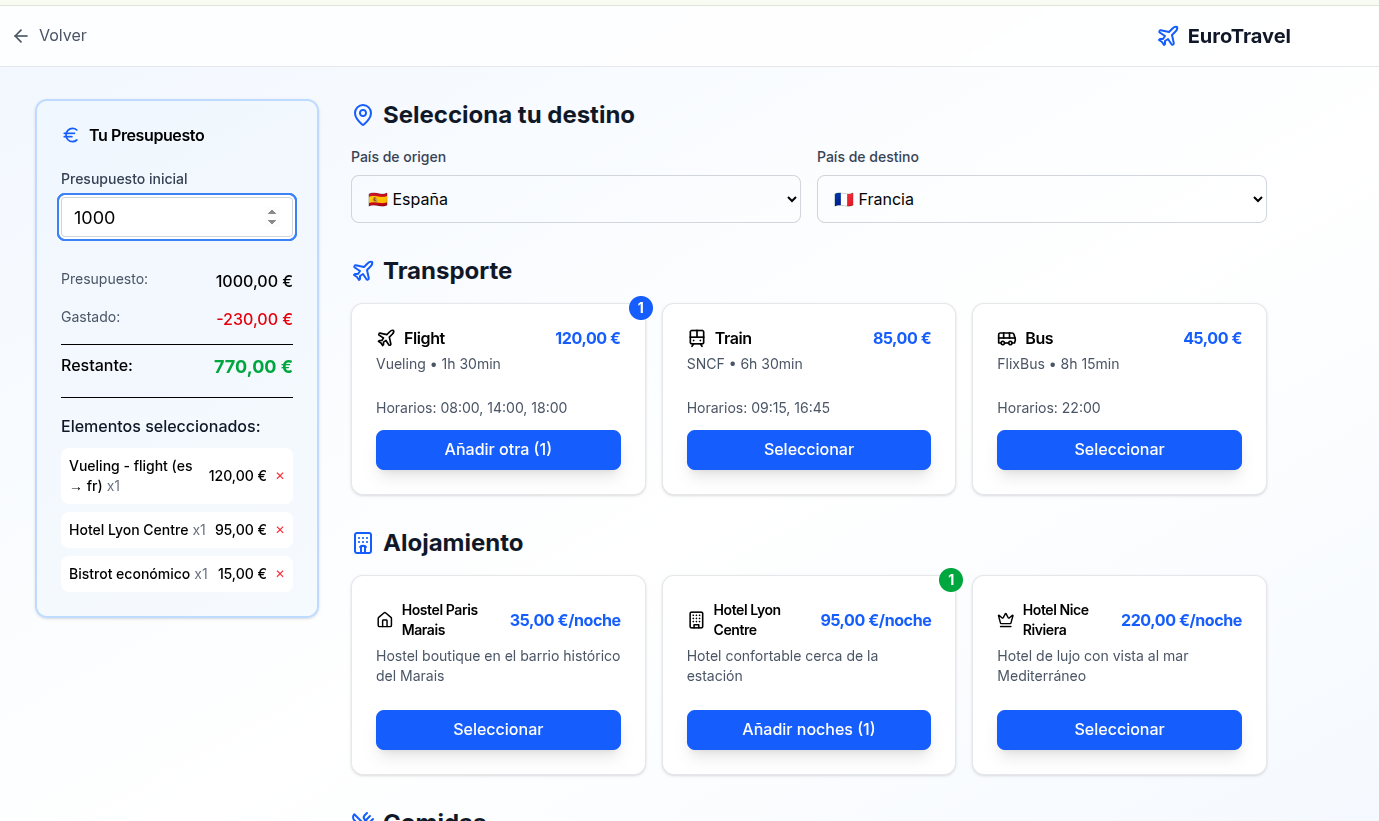 Volver
EuroTravel
Tu Presupuesto
Presupuesto inicial
1000
Presupuesto:
1000,00 €
Gastado:
-230,00 €
Restante:
770,00 €
Elementos seleccionados:
Vueling - flight (es
→ fr) x1
120,00 €
×
Hotel Lyon Centre x1
95,00 €
×
Bistrot económico x1
15,00 €
×
Selecciona tu destino
País de origen
🇪🇸 España
País de destino
🇫🇷 Francia
Transporte
1
Flight
120,00 €
Vueling • 1h 30min
Horarios: 08:00, 14:00, 18:00
Añadir otra (1)
Train
85,00 €
SNCF • 6h 30min
Horarios: 09:15, 16:45
Seleccionar
Bus
45,00 €
FlixBus • 8h 15min
Horarios: 22:00
Seleccionar
Alojamiento
Hostel Paris
Marais
35,00 €/noche
Hostel boutique en el barrio histórico
del Marais
Seleccionar
1
Hotel Lyon
Centre
95,00 €/noche
Hotel confortable cerca de la
estación
Añadir noches (1)
Hotel Nice
Riviera
220,00 €/noche
Hotel de lujo con vista al mar
Mediterráneo
Seleccionar
Comidas